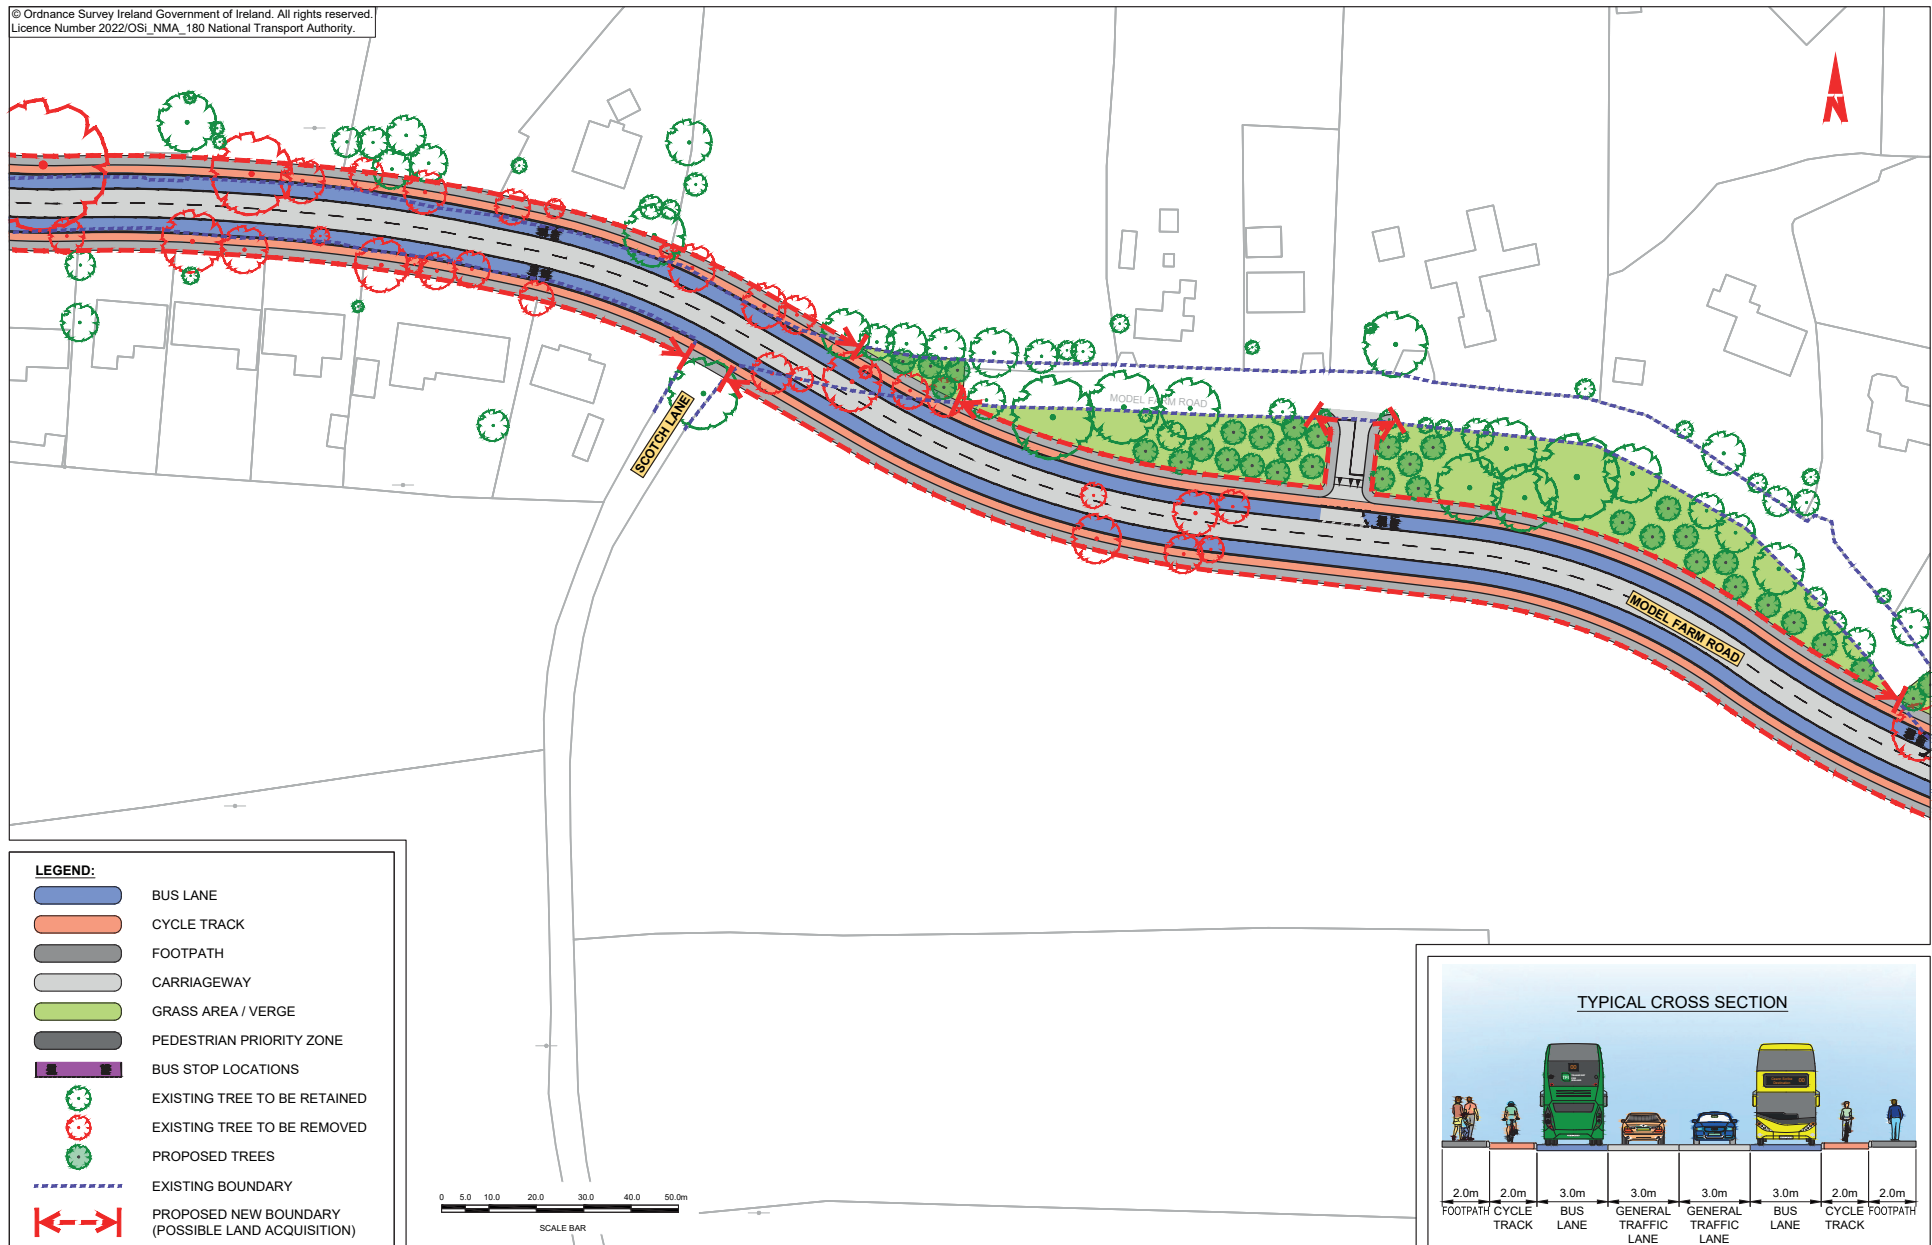 © Ordnance Survey Ireland Government of Ireland. All rights reserved.
Licence Number 2022/OSi_NMA_180 National Transport Authority.
N
MODEL FARM ROAD
SCOTCH LANE
MODEL FARM ROAD
LEGEND:
BUS LANE
CYCLE TRACK
FOOTPATH
CARRIAGEWAY
GRASS AREA / VERGE
PEDESTRIAN PRIORITY ZONE
BUS STOP LOCATIONS
EXISTING TREE TO BE RETAINED
EXISTING TREE TO BE REMOVED
PROPOSED TREES
EXISTING BOUNDARY
PROPOSED NEW BOUNDARY
(POSSIBLE LAND ACQUISITION)
0 5.0 10.0 20.0 30.0 40.0 50.0m
SCALE BAR
TYPICAL CROSS SECTION
2.0m 2.0m 3.0m 3.0m 3.0m 3.0m 2.0m 2.0m
FOOTPATH CYCLE BUS GENERAL GENERAL BUS CYCLE FOOTPATH
TRACK LANE TRAFFIC TRAFFIC LANE TRACK
LANE LANE